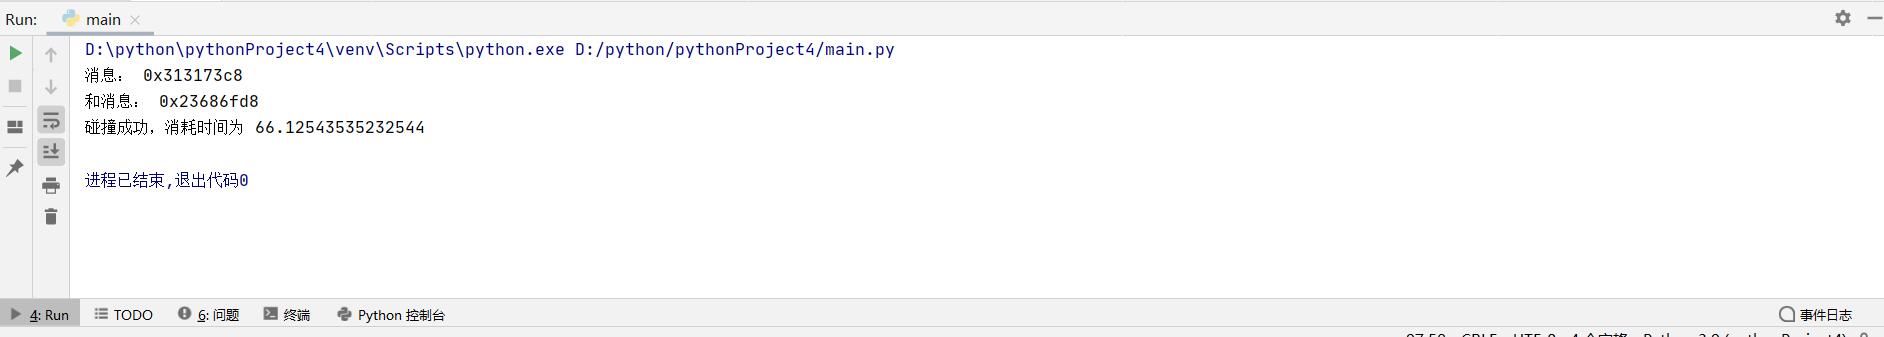 Run: main
D:\python\pythonProject4\venv\Scripts\python.exe D:/python/pythonProject4/main.py
消息： 0x313173c8
和消息： 0x23686fd8
碰撞成功，消耗时间为 66.12543535232544
进程已结束,退出代码0
4: Run TODO 6: 问题 终端 Python 控制台 事件日志